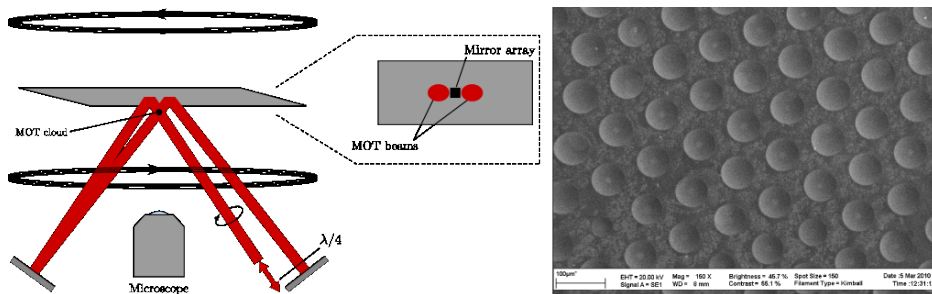 Mirror array
MOT cloud
MOT beams
λ/4
Microscope
100µm
EHT = 20.00 kV Mag = 150 X Brightness = 45.7 % Spot Size = 150 Date :5 Mar 2010
Signal A = SE1 WD = 8 mm Contrast = 55.1 % Filament Type = Kimball Time :12:31:1